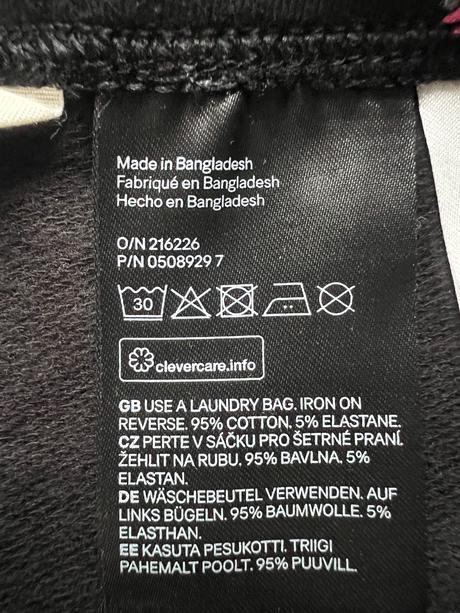 Made in Bangladesh
Fabriqué en Bangladesh
Hecho en Bangladesh
O/N 216226
P/N 0508929 7
30
clevercare.info
GB USE A LAUNDRY BAG. IRON ON
REVERSE. 95% COTTON. 5% ELASTANE.
CZ PERTE V SÁČKU PRO ŠETRNÉ PRANÍ.
ŽEHLIT NA RUBU. 95% BAVLNA. 5%
ELASTAN.
DE WÄSCHEBEUTEL VERWENDEN. AUF
LINKS BÜGELN. 95% BAUMWOLLE. 5%
ELASTHAN.
EE KASUTA PESUKOTTI. TRIIGI
PAHEMALT POOLT. 95% PUUVILL.